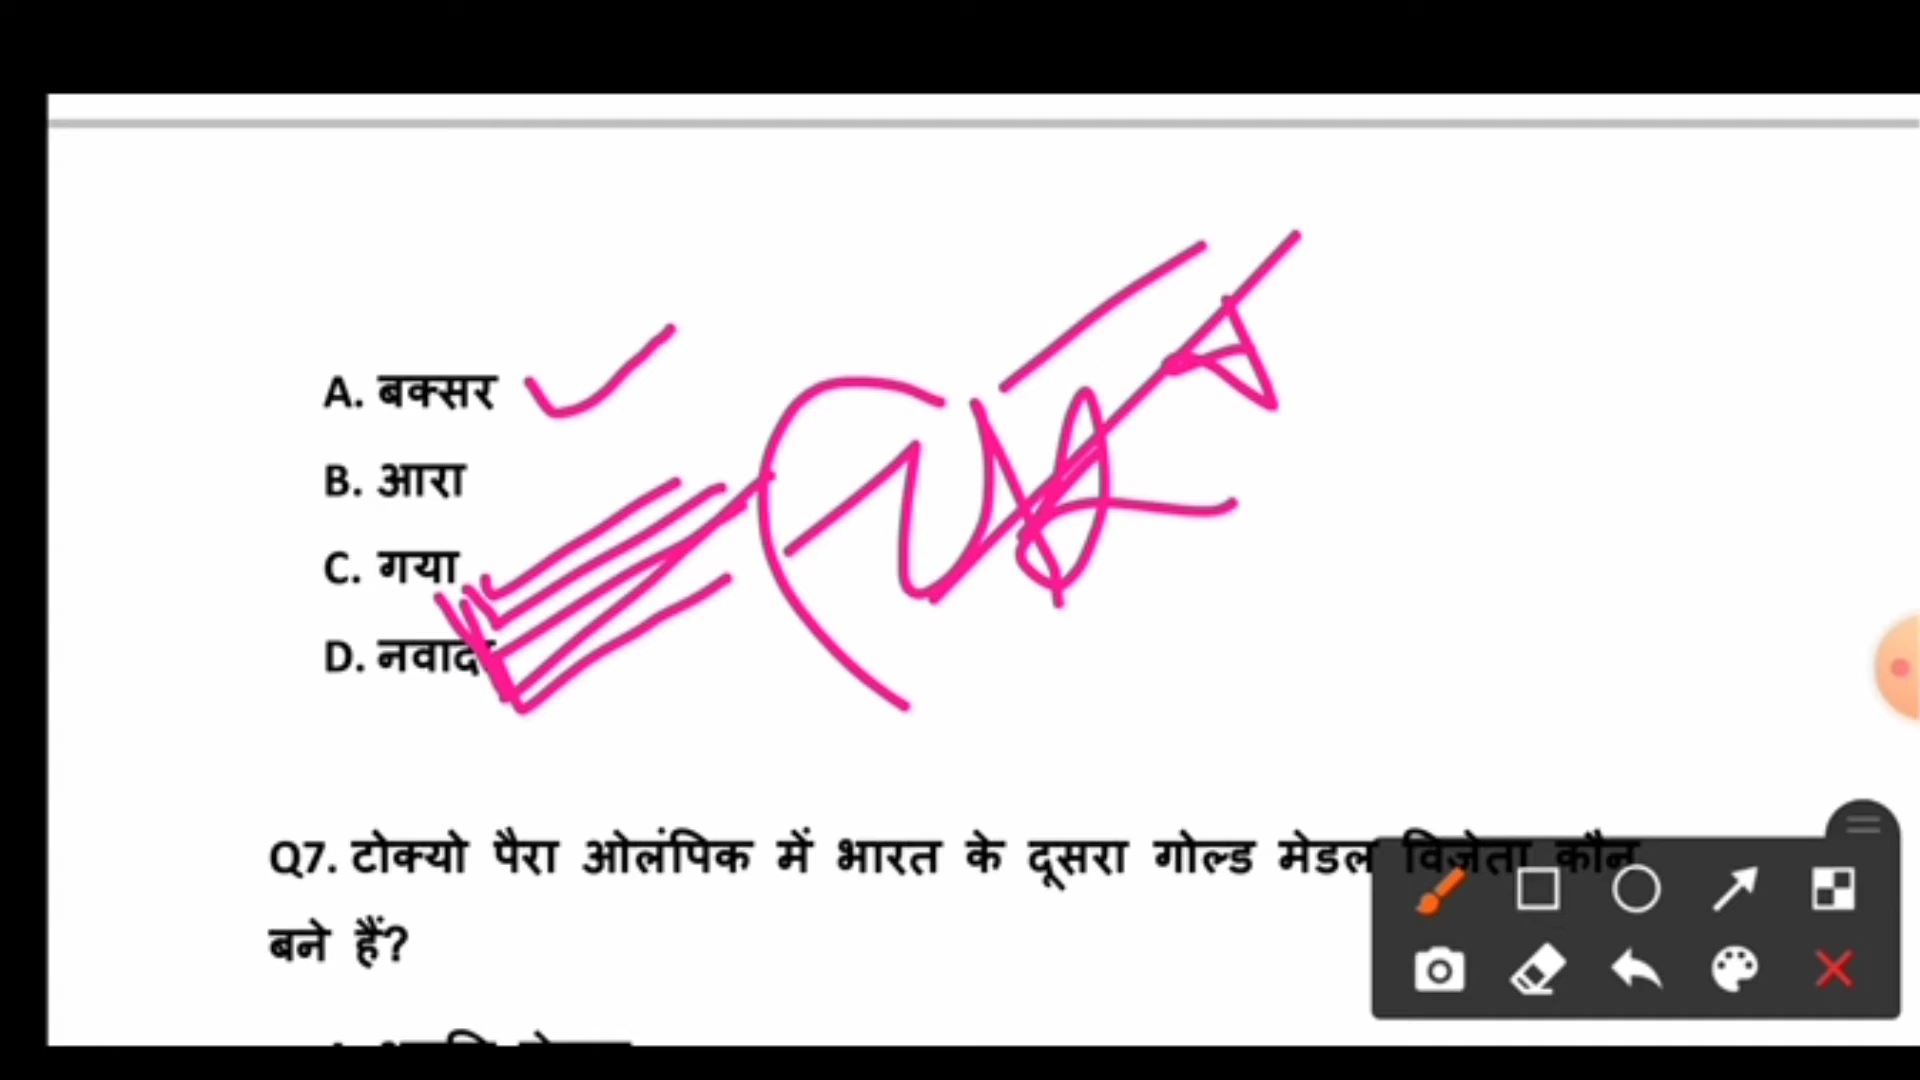 A. बक्सर
B. आरा
C. गया
D. नवादा
Q7. टोक्यो पैरा ओलंपिक में भारत के दूसरा गोल्ड मेडल विजेता कौन
बने हैं?